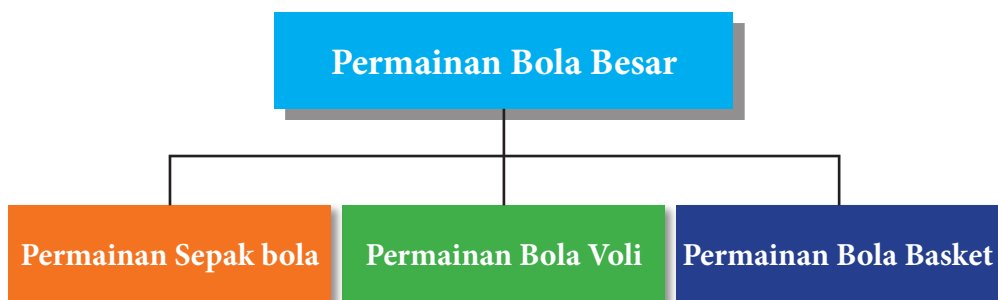 Permainan Bola Besar
Permainan Sepak bola
Permainan Bola Voli
Permainan Bola Basket